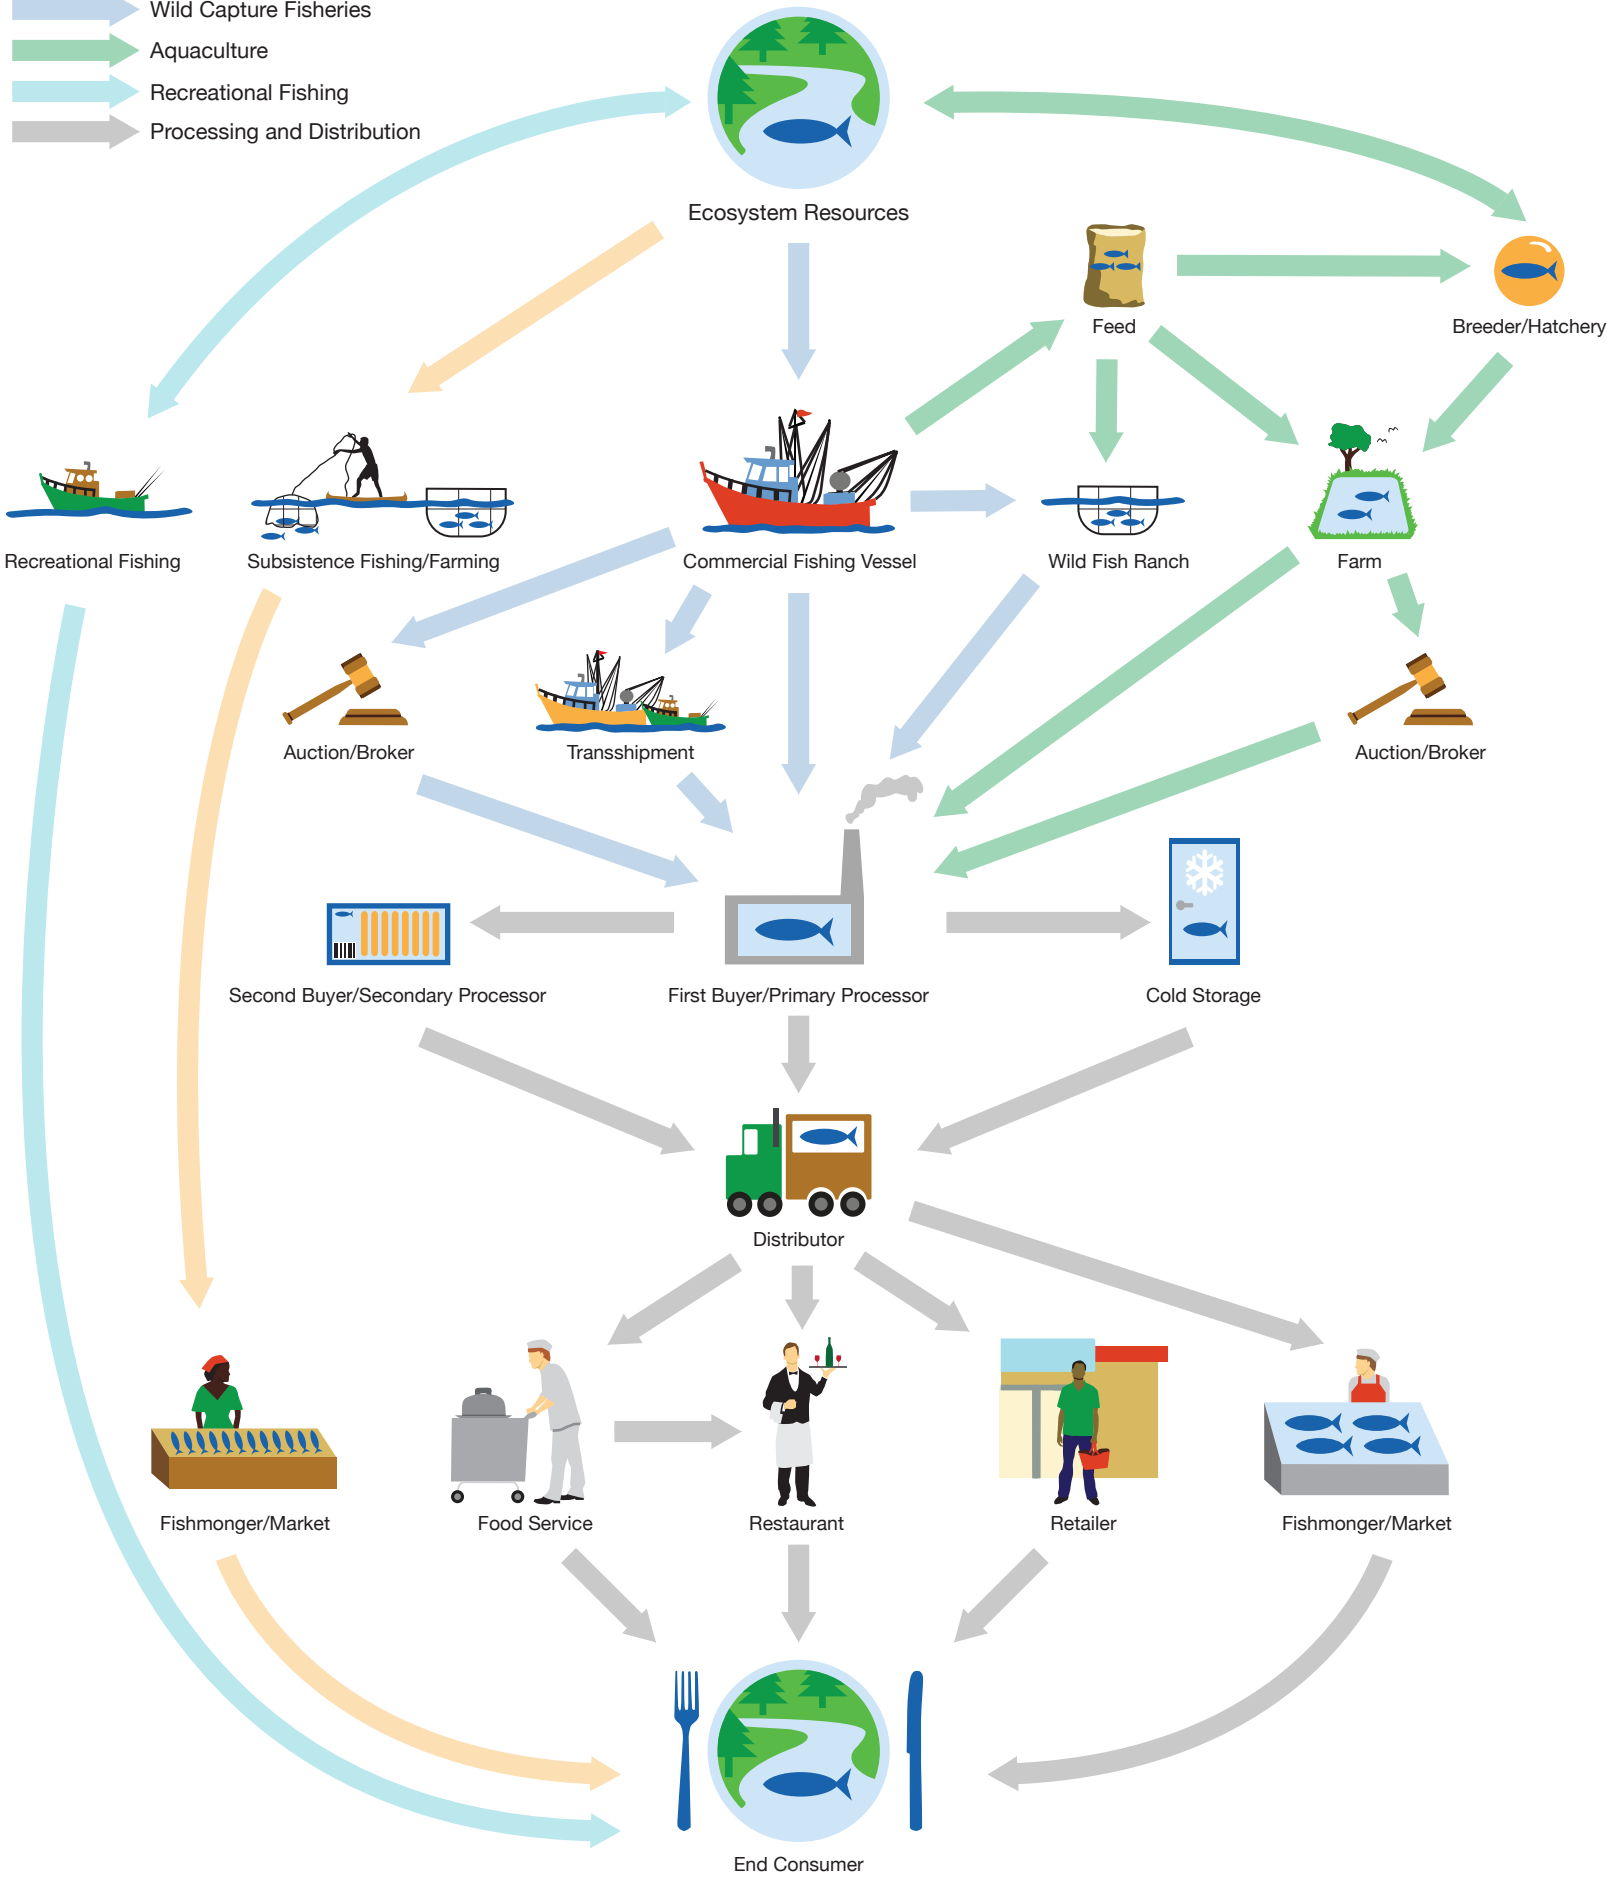 Wild Capture Fisheries
Aquaculture
Recreational Fishing
Processing and Distribution
Ecosystem Resources
Feed
Breeder/Hatchery
Recreational Fishing
Subsistence Fishing/Farming
Commercial Fishing Vessel
Wild Fish Ranch
Farm
Auction/Broker
Transshipment
Auction/Broker
Second Buyer/Secondary Processor
First Buyer/Primary Processor
Cold Storage
Distributor
Fishmonger/Market
Food Service
Restaurant
Retailer
Fishmonger/Market
End Consumer